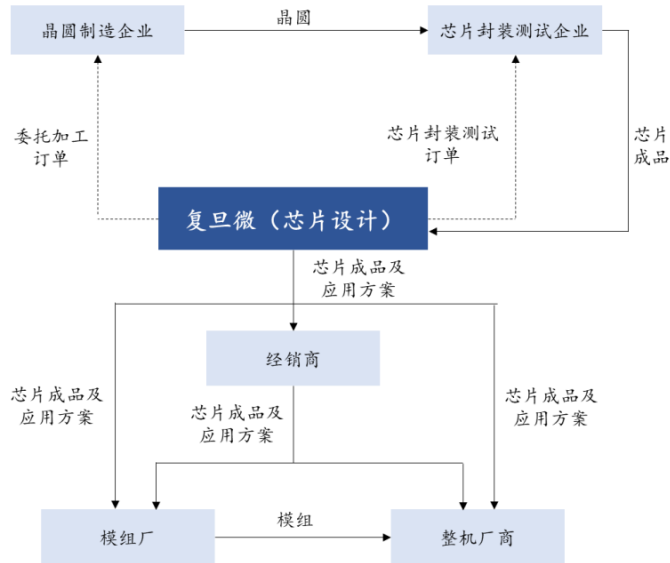 晶圆制造企业
晶圆
芯片封装测试企业
委托加工
订单
芯片封装测试
订单
芯片
成品
复旦微（芯片设计）
芯片成品及
应用方案
经销商
芯片成品及
应用方案
芯片成品及
应用方案
芯片成品及
应用方案
模组厂
模组
整机厂商